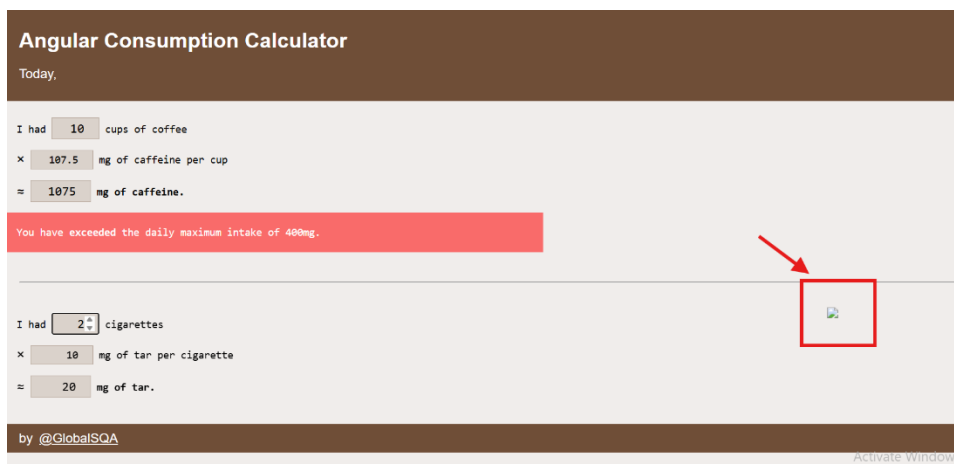 Angular Consumption Calculator
Today,
I had 10 cups of coffee
× 107.5 mg of caffeine per cup
≈ 1075 mg of caffeine.
You have exceeded the daily maximum intake of 400mg.
I had 2 cigarettes
× 10 mg of tar per cigarette
≈ 20 mg of tar.
by @GlobalSQA
Activate Window